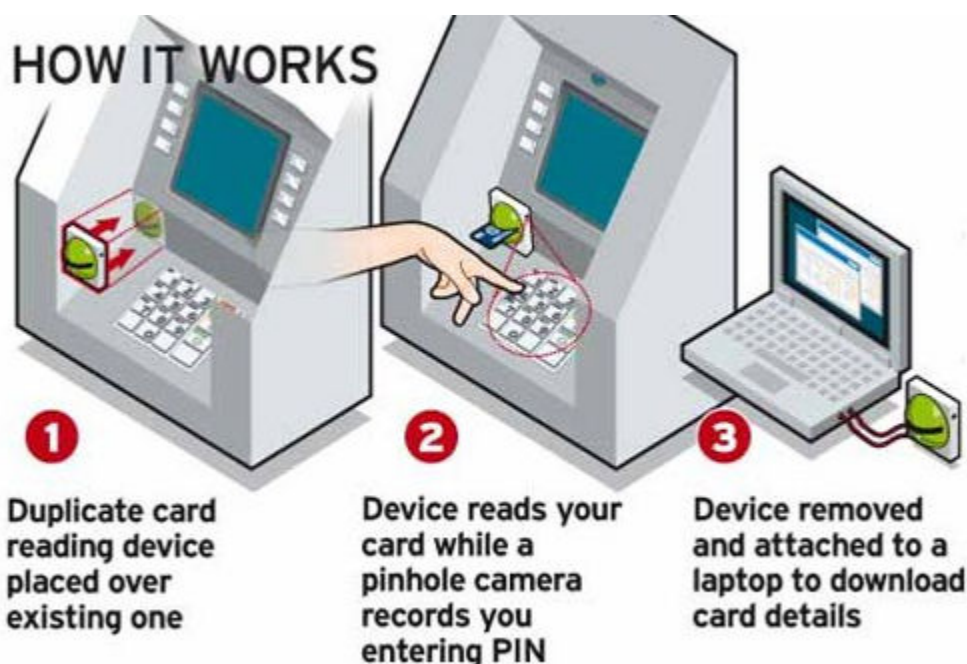 HOW IT WORKS
1
Duplicate card
reading device
placed over
existing one
2
Device reads your
card while a
pinhole camera
records you
entering PIN
3
Device removed
and attached to a
laptop to download
card details